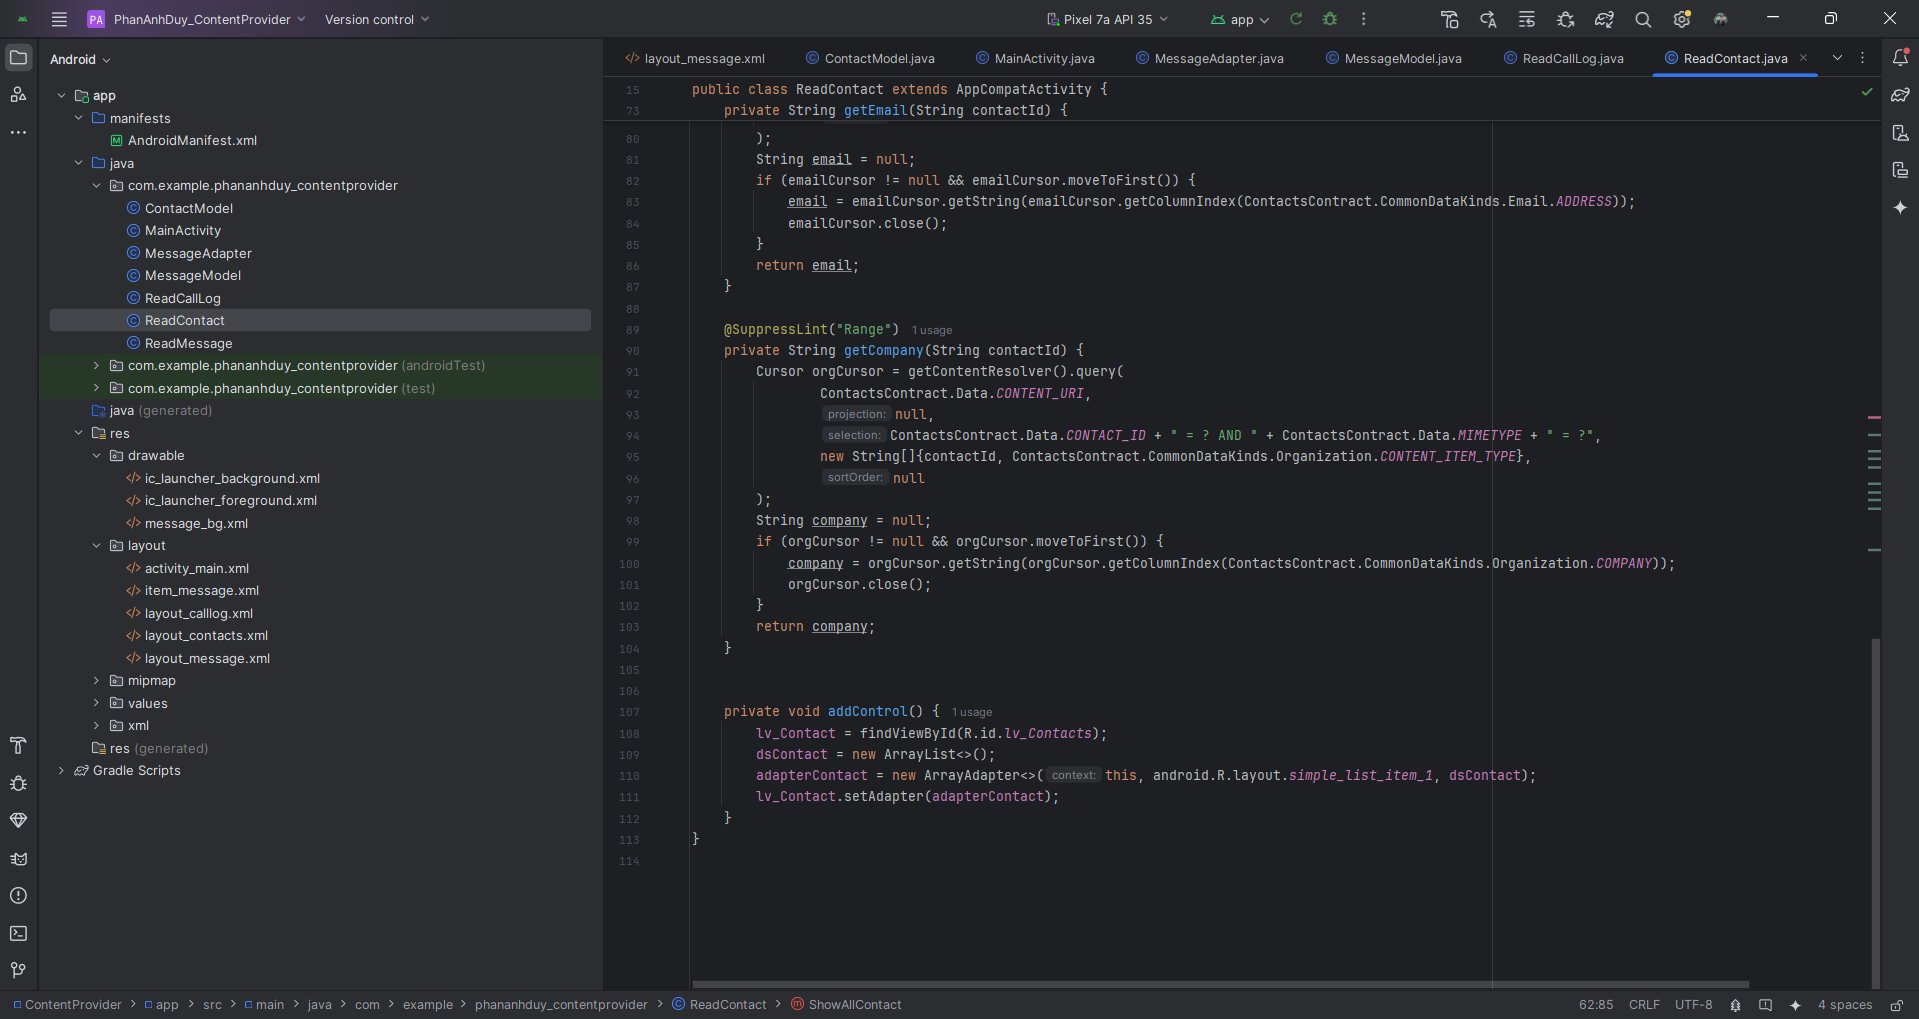 PA PhanAnhDuy_ContentProvider Version control Pixel 7a API 35 app
Android
app
manifests
AndroidManifest.xml
java
com.example.phananhduy_contentprovider
ContactModel
MainActivity
MessageAdapter
MessageModel
ReadCallLog
ReadContact
ReadMessage
com.example.phananhduy_contentprovider (androidTest)
com.example.phananhduy_contentprovider (test)
java (generated)
res
drawable
ic_launcher_background.xml
ic_launcher_foreground.xml
message_bg.xml
layout
activity_main.xml
item_message.xml
layout_calllog.xml
layout_contacts.xml
layout_message.xml
mipmap
values
xml
res (generated)
Gradle Scripts
layout_message.xml ContactModel.java MainActivity.java MessageAdapter.java MessageModel.java ReadCallLog.java ReadContact.java
15 public class ReadContact extends AppCompatActivity {
73 private String getEmail(String contactId) {
80 );
81 String email = null;
82 if (emailCursor != null && emailCursor.moveToFirst()) {
83 email = emailCursor.getString(emailCursor.getColumnIndex(ContactsContract.CommonDataKinds.Email.ADDRESS));
84 emailCursor.close();
85 }
86 return email;
87 }
88
89 @SuppressLint("Range") 1 usage
90 private String getCompany(String contactId) {
91 Cursor orgCursor = getContentResolver().query(
92 ContactsContract.Data.CONTENT_URI,
93 projection: null,
94 selection: ContactsContract.Data.CONTACT_ID + " = ? AND " + ContactsContract.Data.MIMETYPE + " = ?",
95 new String[]{contactId, ContactsContract.CommonDataKinds.Organization.CONTENT_ITEM_TYPE},
96 sortOrder: null
97 );
98 String company = null;
99 if (orgCursor != null && orgCursor.moveToFirst()) {
100 company = orgCursor.getString(orgCursor.getColumnIndex(ContactsContract.CommonDataKinds.Organization.COMPANY));
101 orgCursor.close();
102 }
103 return company;
104 }
105
106
107 private void addControl() { 1 usage
108 lv_Contact = findViewById(R.id.lv_Contacts);
109 dsContact = new ArrayList<>();
110 adapterContact = new ArrayAdapter<>( context: this, android.R.layout.simple_list_item_1, dsContact);
111 lv_Contact.setAdapter(adapterContact);
112 }
113 }
114
ContentProvider > app > src > main > java > com > example > phananhduy_contentprovider > ReadContact > ShowAllContact 62:85 CRLF UTF-8 4 spaces